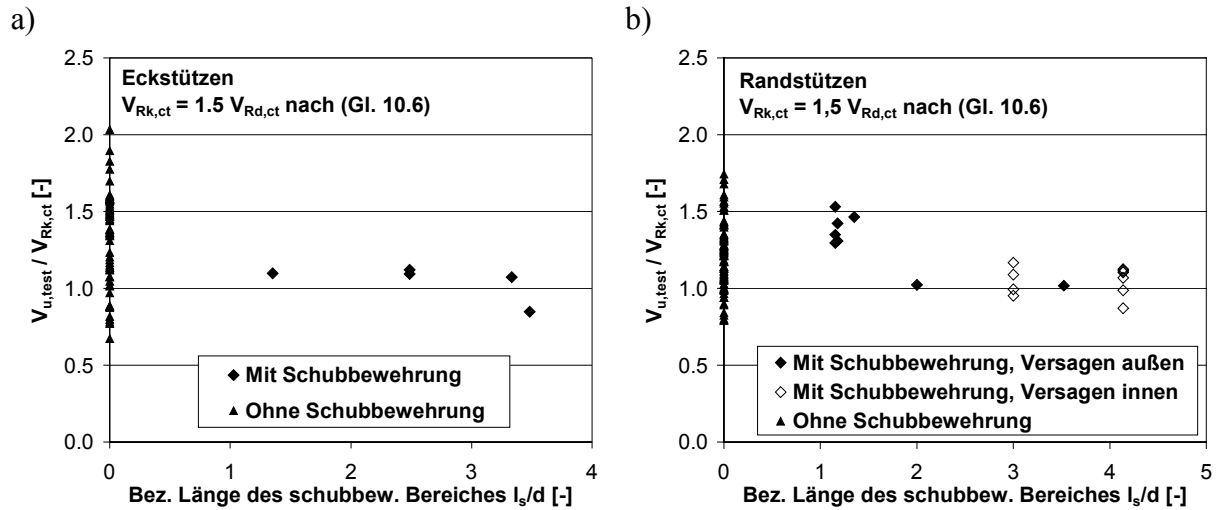 a)
Eckstützen
V_Rk,ct = 1.5 V_Rd,ct nach (Gl. 10.6)
V_u,test / V_Rk,ct [-]
2.5
2.0
1.5
1.0
0.5
0.0
Mit Schubbewehrung
Ohne Schubbewehrung
0 1 2 3 4
Bez. Länge des schubbew. Bereiches l_s/d [-]
b)
Randstützen
V_Rk,ct = 1,5 V_Rd,ct nach (Gl. 10.6)
V_u,test / V_Rk,ct [-]
2.5
2.0
1.5
1.0
0.5
0.0
Mit Schubbewehrung, Versagen außen
Mit Schubbewehrung, Versagen innen
Ohne Schubbewehrung
0 1 2 3 4 5
Bez. Länge des schubbew. Bereiches l_s/d [-]